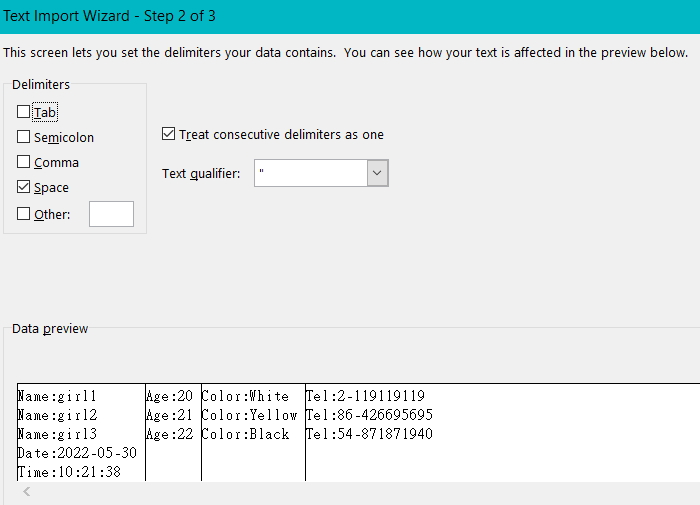 Text Import Wizard - Step 2 of 3
This screen lets you set the delimiters your data contains.  You can see how your text is affected in the preview below.
Delimiters
Tab
Semicolon
Comma
Space
Other:
Treat consecutive delimiters as one
Text qualifier: "
Data preview
Name:girl1 Age:20 Color:White Tel:2-119119119
Name:girl2 Age:21 Color:Yellow Tel:86-426695695
Name:girl3 Age:22 Color:Black Tel:54-871871940
Date:2022-05-30
Time:10:21:38